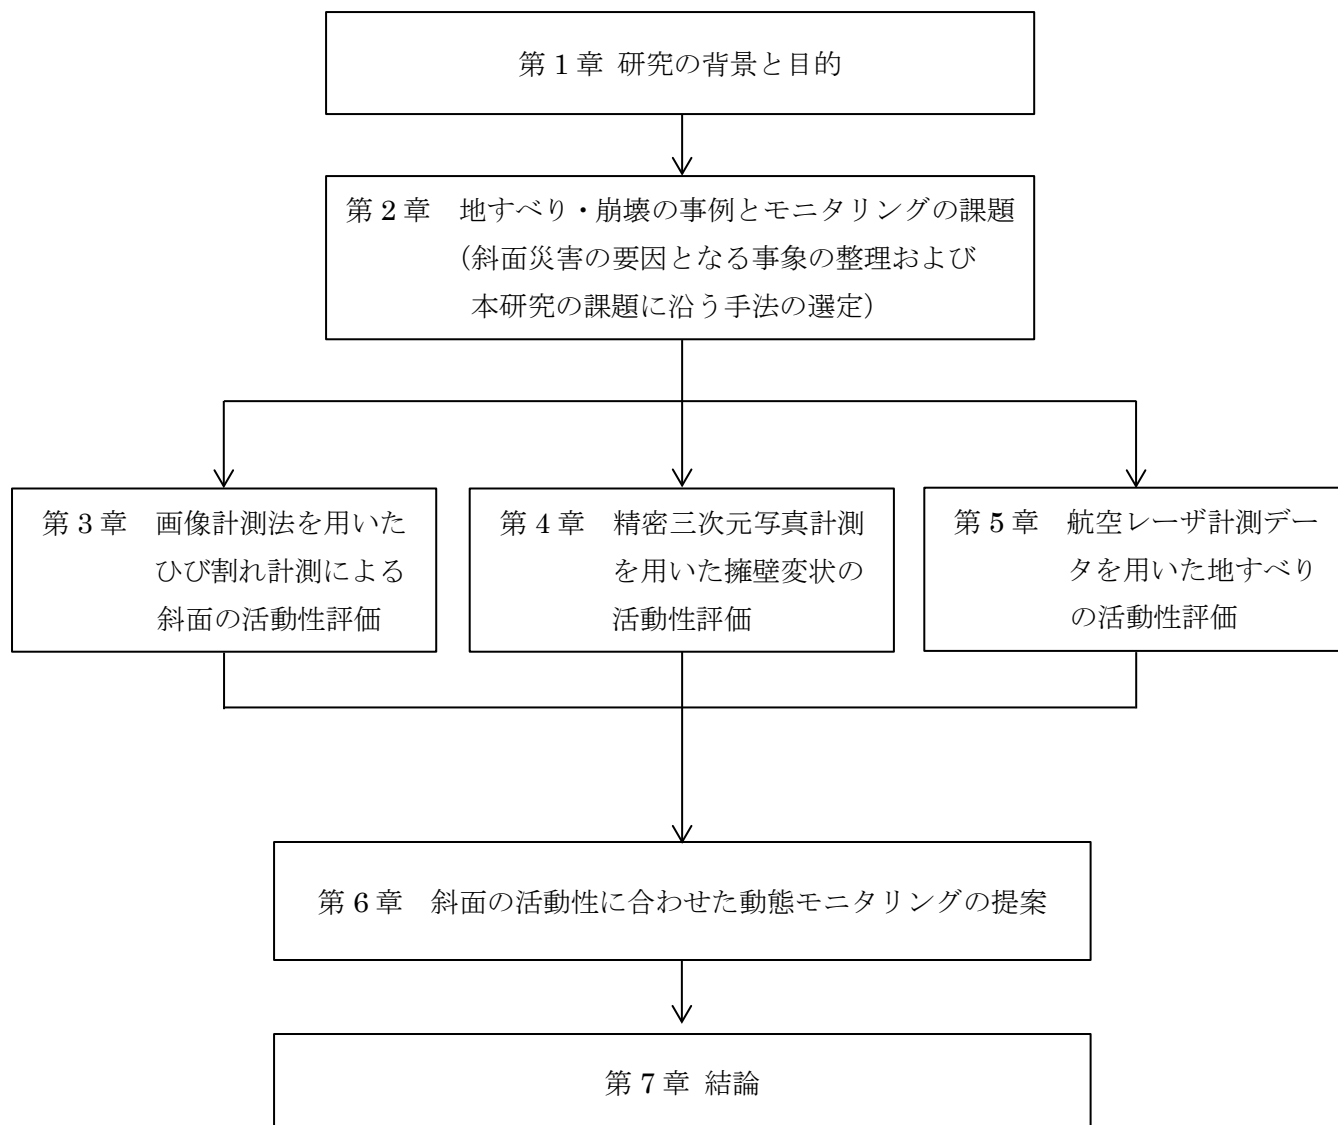 第1章 研究の背景と目的
第2章 地すべり・崩壊の事例とモニタリングの課題
(斜面災害の要因となる事象の整理および
本研究の課題に沿う手法の選定)
第3章 画像計測法を用いた
ひび割れ計測による
斜面の活動性評価
第4章 精密三次元写真計測
を用いた擁壁変状の
活動性評価
第5章 航空レーザ計測デー
タを用いた地すべり
の活動性評価
第6章 斜面の活動性に合わせた動態モニタリングの提案
第7章 結論